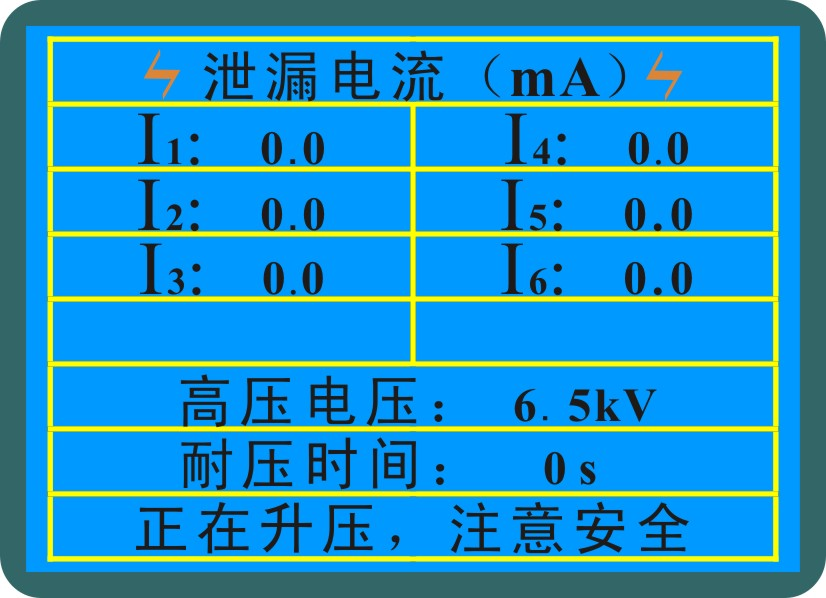 泄漏电流（mA）
I1： 0.0 I4： 0.0
I2： 0.0 I5： 0.0
I3： 0.0 I6： 0.0
高压电压： 6.5kV
耐压时间： 0 s
正在升压，注意安全